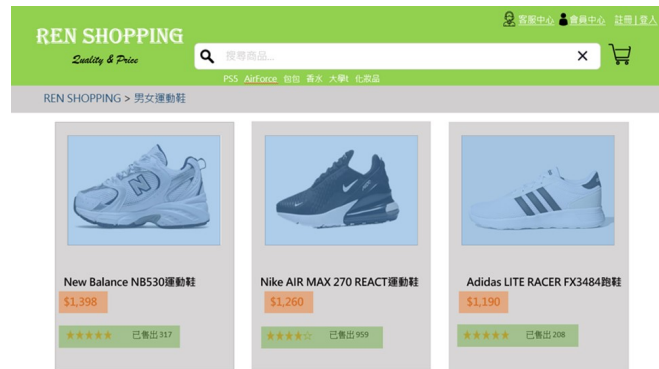 客服中心 會員中心 註冊 | 登入
REN SHOPPING
Quality & Price
搜尋商品...
PS5 AirForce 包包 香水 大學t 化妝品
REN SHOPPING > 男女運動鞋
New Balance NB530運動鞋
$1,398
★★★★★ 已售出 317
Nike AIR MAX 270 REACT運動鞋
$1,260
★★★★☆ 已售出 959
Adidas LITE RACER FX3484跑鞋
$1,190
★★★★★ 已售出 208